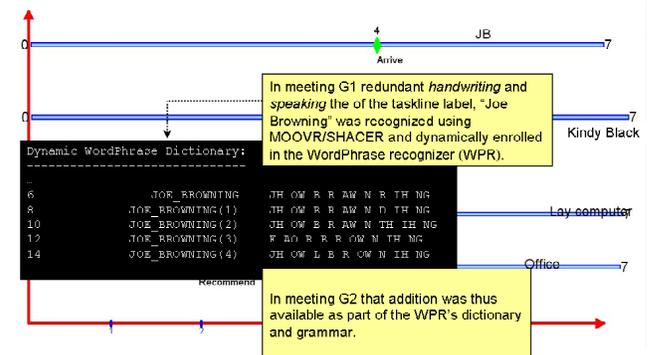 4
JB
0
7
Arrive
In meeting G1 redundant handwriting and
speaking the of the taskline label, "Joe
Browning" was recognized using
MOOVR/SHACER and dynamically enrolled
in the WordPhrase recognizer (WPR).
0
7
Kindy Black
Dynamic WordPhrase Dictionary:
6 JOE_BROWNING JH OW B R AW N R IH NG
8 JOE_BROWNING(1) JH OW B R AW N D IH NG
10 JOE_BROWNING(2) JH OW B R AW N TH IH NG
12 JOE_BROWNING(3) F AO R B R OW N IH NG
14 JOE_BROWNING(4) JH OW L B R OW N IH NG
Lay computer
Office
7
Recommend
In meeting G2 that addition was thus
available as part of the WPR's dictionary
and grammar.